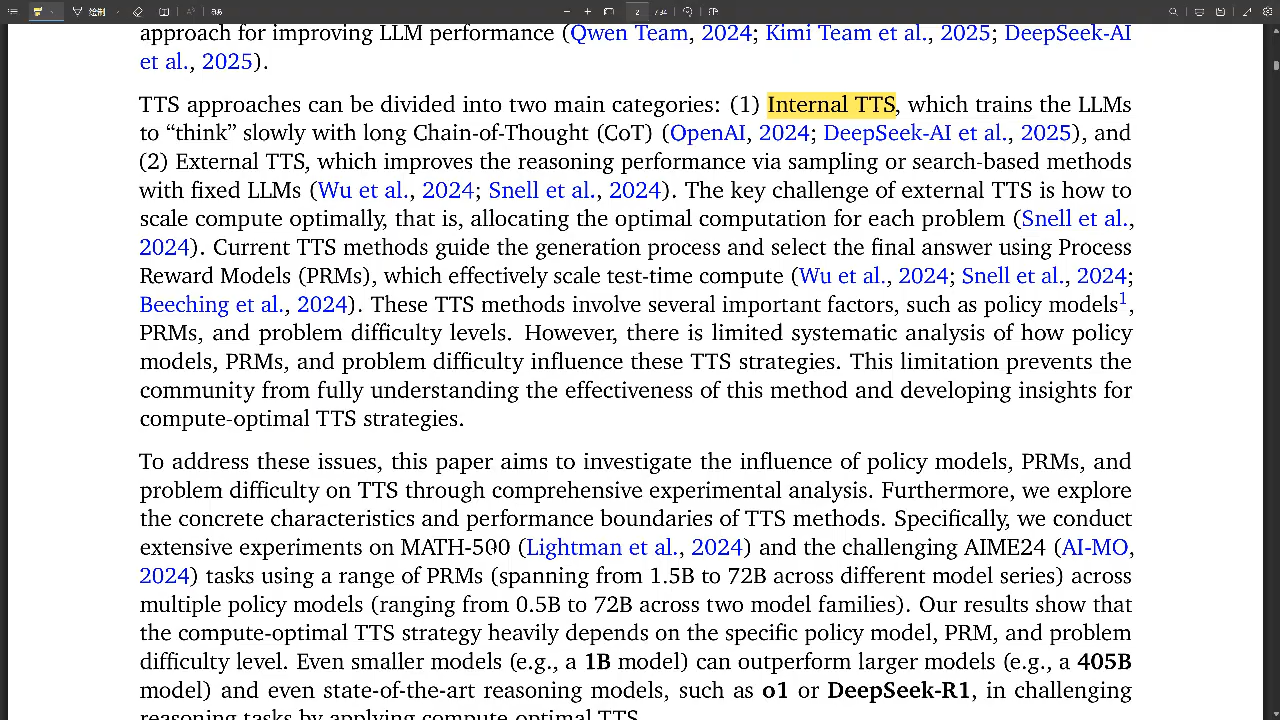 絵制
2
/34
aあ
approach for improving LLM performance (Qwen Team, 2024; Kimi Team et al., 2025; DeepSeek-AI
et al., 2025).
TTS approaches can be divided into two main categories: (1) Internal TTS, which trains the LLMs
to “think” slowly with long Chain-of-Thought (CoT) (OpenAI, 2024; DeepSeek-AI et al., 2025), and
(2) External TTS, which improves the reasoning performance via sampling or search-based methods
with fixed LLMs (Wu et al., 2024; Snell et al., 2024). The key challenge of external TTS is how to
scale compute optimally, that is, allocating the optimal computation for each problem (Snell et al.,
2024). Current TTS methods guide the generation process and select the final answer using Process
Reward Models (PRMs), which effectively scale test-time compute (Wu et al., 2024; Snell et al., 2024;
Beeching et al., 2024). These TTS methods involve several important factors, such as policy models¹,
PRMs, and problem difficulty levels. However, there is limited systematic analysis of how policy
models, PRMs, and problem difficulty influence these TTS strategies. This limitation prevents the
community from fully understanding the effectiveness of this method and developing insights for
compute-optimal TTS strategies.
To address these issues, this paper aims to investigate the influence of policy models, PRMs, and
problem difficulty on TTS through comprehensive experimental analysis. Furthermore, we explore
the concrete characteristics and performance boundaries of TTS methods. Specifically, we conduct
extensive experiments on MATH-500 (Lightman et al., 2024) and the challenging AIME24 (AI-MO,
2024) tasks using a range of PRMs (spanning from 1.5B to 72B across different model series) across
multiple policy models (ranging from 0.5B to 72B across two model families). Our results show that
the compute-optimal TTS strategy heavily depends on the specific policy model, PRM, and problem
difficulty level. Even smaller models (e.g., a 1B model) can outperform larger models (e.g., a 405B
model) and even state-of-the-art reasoning models, such as o1 or DeepSeek-R1, in challenging
reasoning tasks by applying compute-optimal TTS.